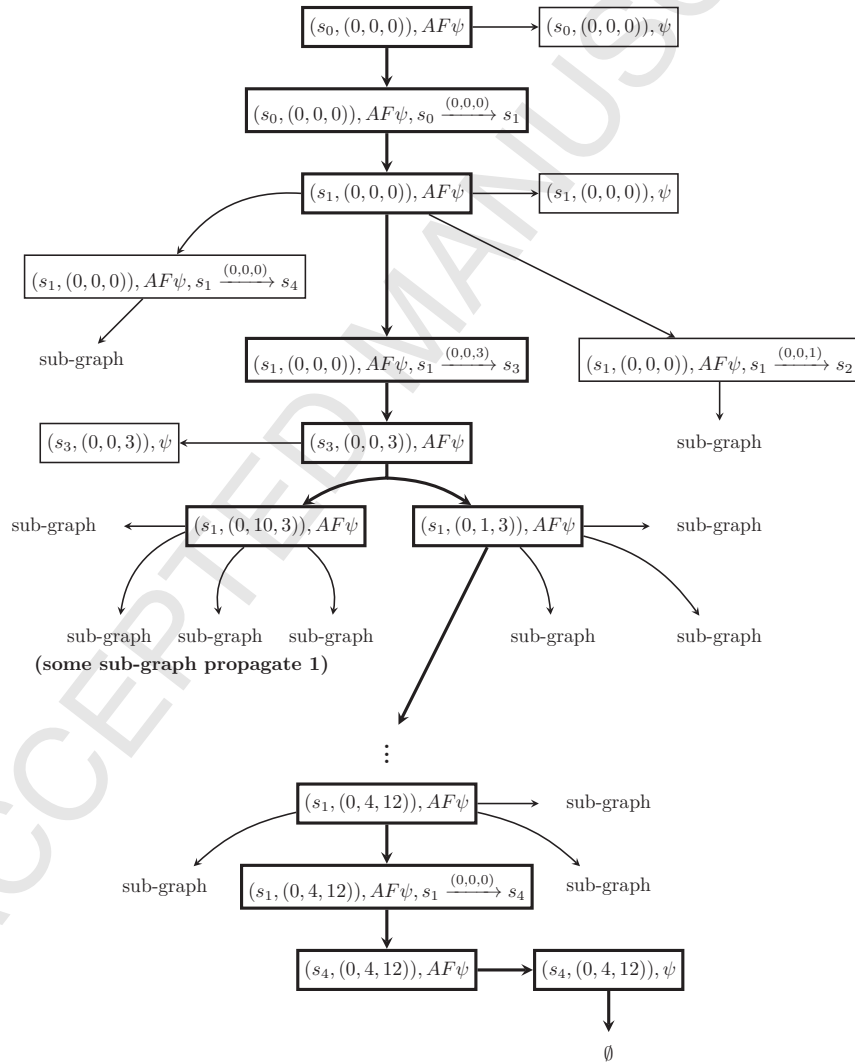 (s₀, (0, 0, 0)), AFψ
(s₀, (0, 0, 0)), ψ
(s₀, (0, 0, 0)), AFψ, s₀ —(0,0,0)→ s₁
(s₁, (0, 0, 0)), AFψ
(s₁, (0, 0, 0)), ψ
(s₁, (0, 0, 0)), AFψ, s₁ —(0,0,0)→ s₄
sub-graph
(s₁, (0, 0, 0)), AFψ, s₁ —(0,0,3)→ s₃
(s₁, (0, 0, 0)), AFψ, s₁ —(0,0,1)→ s₂
(s₃, (0, 0, 3)), ψ
(s₃, (0, 0, 3)), AFψ
sub-graph
sub-graph
(s₁, (0, 10, 3)), AFψ
(s₁, (0, 1, 3)), AFψ
sub-graph
sub-graph
sub-graph
sub-graph
sub-graph
sub-graph
(some sub-graph propagate 1)
⋮
(s₁, (0, 4, 12)), AFψ
sub-graph
sub-graph
(s₁, (0, 4, 12)), AFψ, s₁ —(0,0,0)→ s₄
sub-graph
(s₄, (0, 4, 12)), AFψ
(s₄, (0, 4, 12)), ψ
∅
ACCEPTED MANUSC